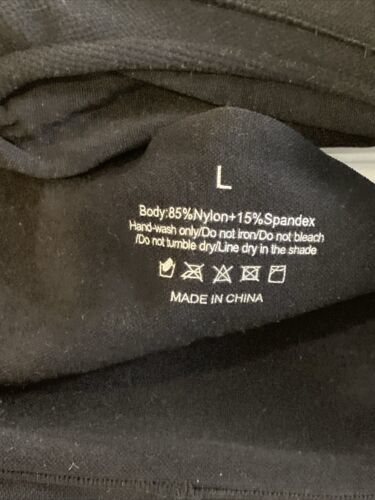 L
Body:85%Nylon+15%Spandex
Hand-wash only/Do not iron/Do not bleach
/Do not tumble dry/Line dry in the shade
MADE IN CHINA